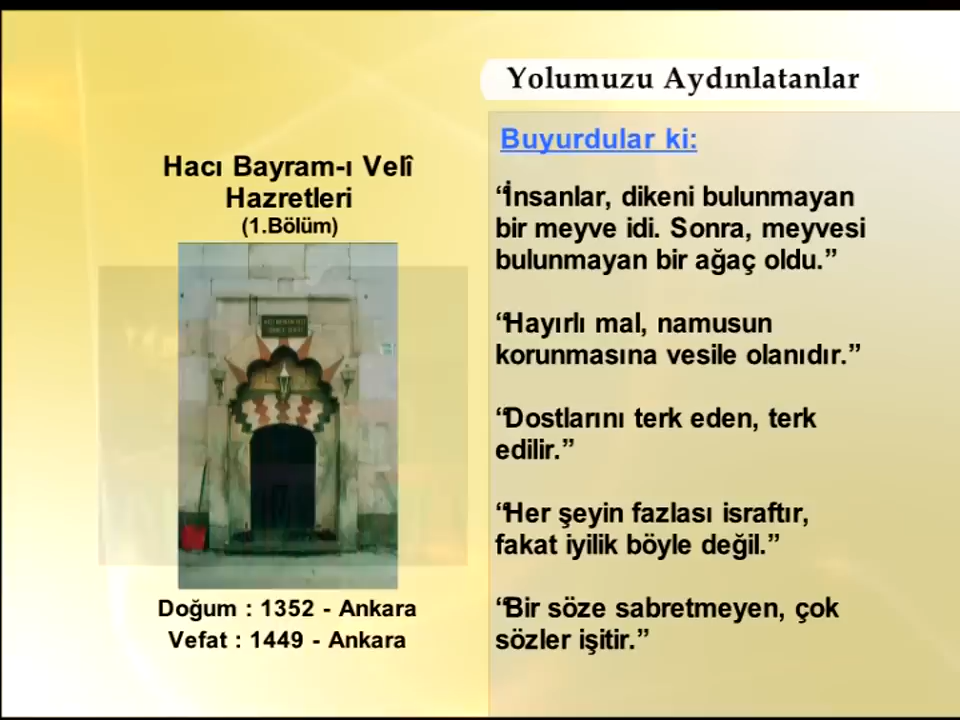 Yolumuzu Aydınlatanlar
Hacı Bayram-ı Velî
Hazretleri
(1.Bölüm)
Doğum : 1352 - Ankara
Vefat : 1449 - Ankara
Buyurdular ki:
“İnsanlar, dikeni bulunmayan
bir meyve idi. Sonra, meyvesi
bulunmayan bir ağaç oldu.”
“Hayırlı mal, namusun
korunmasına vesile olanıdır.”
“Dostlarını terk eden, terk
edilir.”
“Her şeyin fazlası israftır,
fakat iyilik böyle değil.”
“Bir söze sabretmeyen, çok
sözler işitir.”